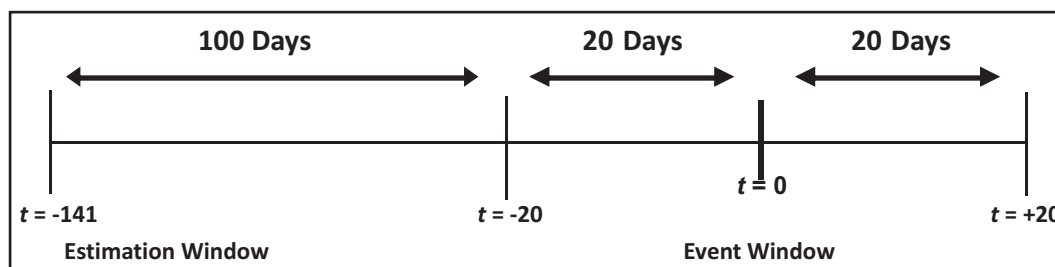 100 Days 20 Days 20 Days
t = 0
t = -141 t = -20 t = +20
Estimation Window Event Window